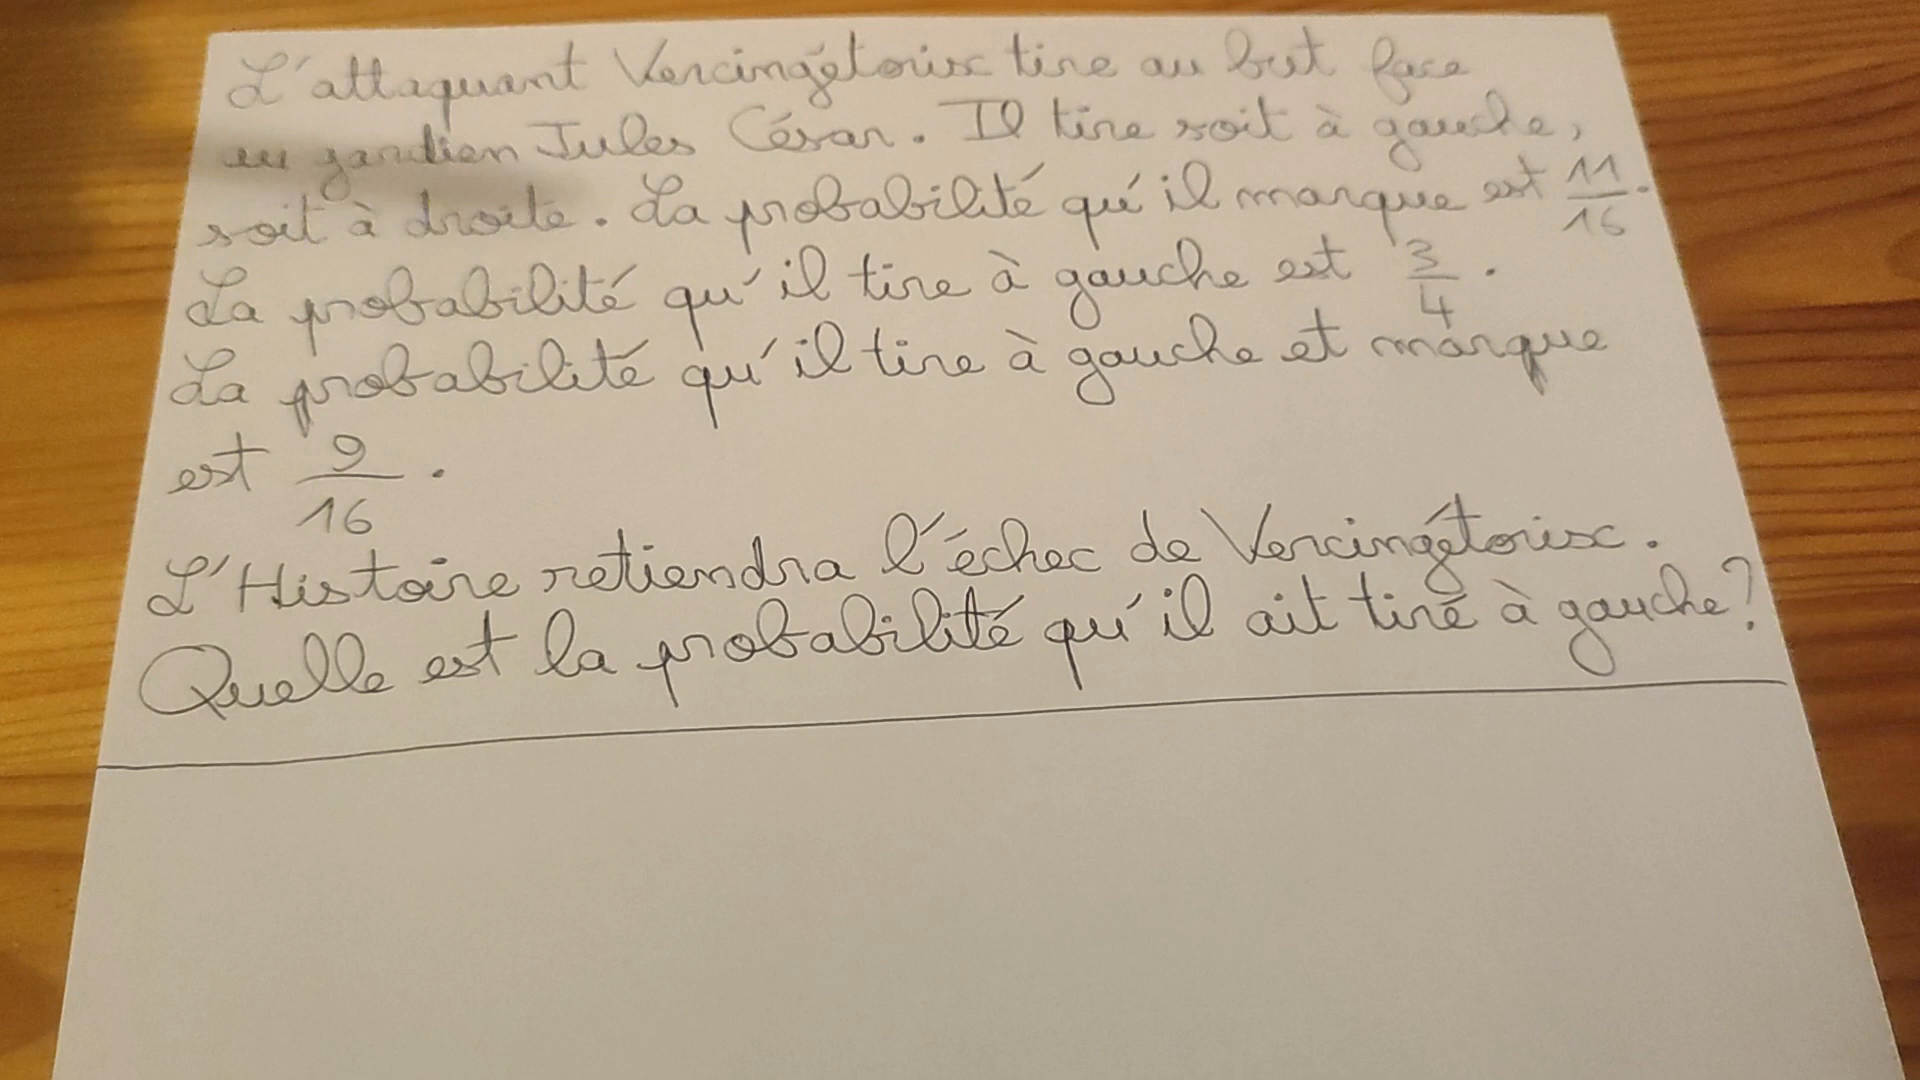 L'attaquant Vercingétorix tire au but face
au gardien Jules César. Il tire soit à gauche,
soit à droite. La probabilité qu'il marque est 11/16.
La probabilité qu'il tire à gauche est 3/4.
La probabilité qu'il tire à gauche et marque
est 9/16.
L'Histoire retiendra l'échec de Vercingétorix.
Quelle est la probabilité qu'il ait tiré à gauche?